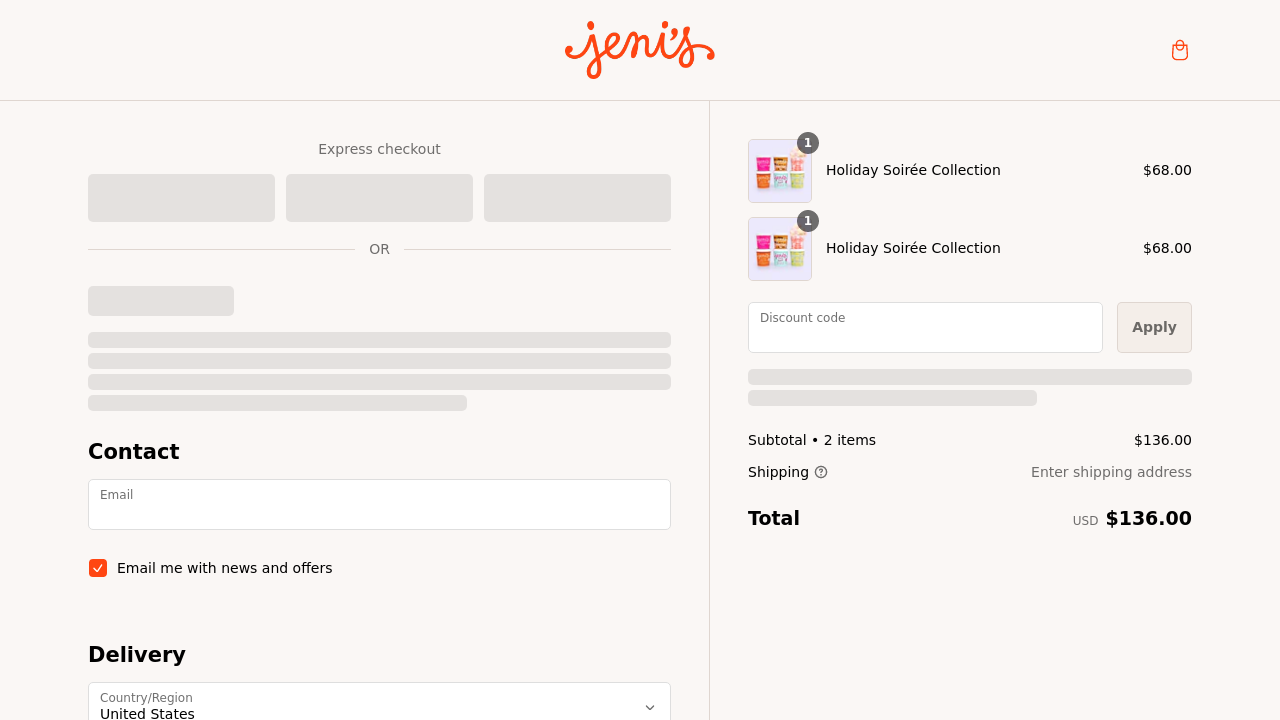 jeni's
Express checkout
OR
Contact
Email
Email me with news and offers
Delivery
Country/Region
United States
1
Holiday Soirée Collection
$68.00
1
Holiday Soirée Collection
$68.00
Discount code
Apply
Subtotal • 2 items
$136.00
Shipping
Enter shipping address
Total
USD $136.00